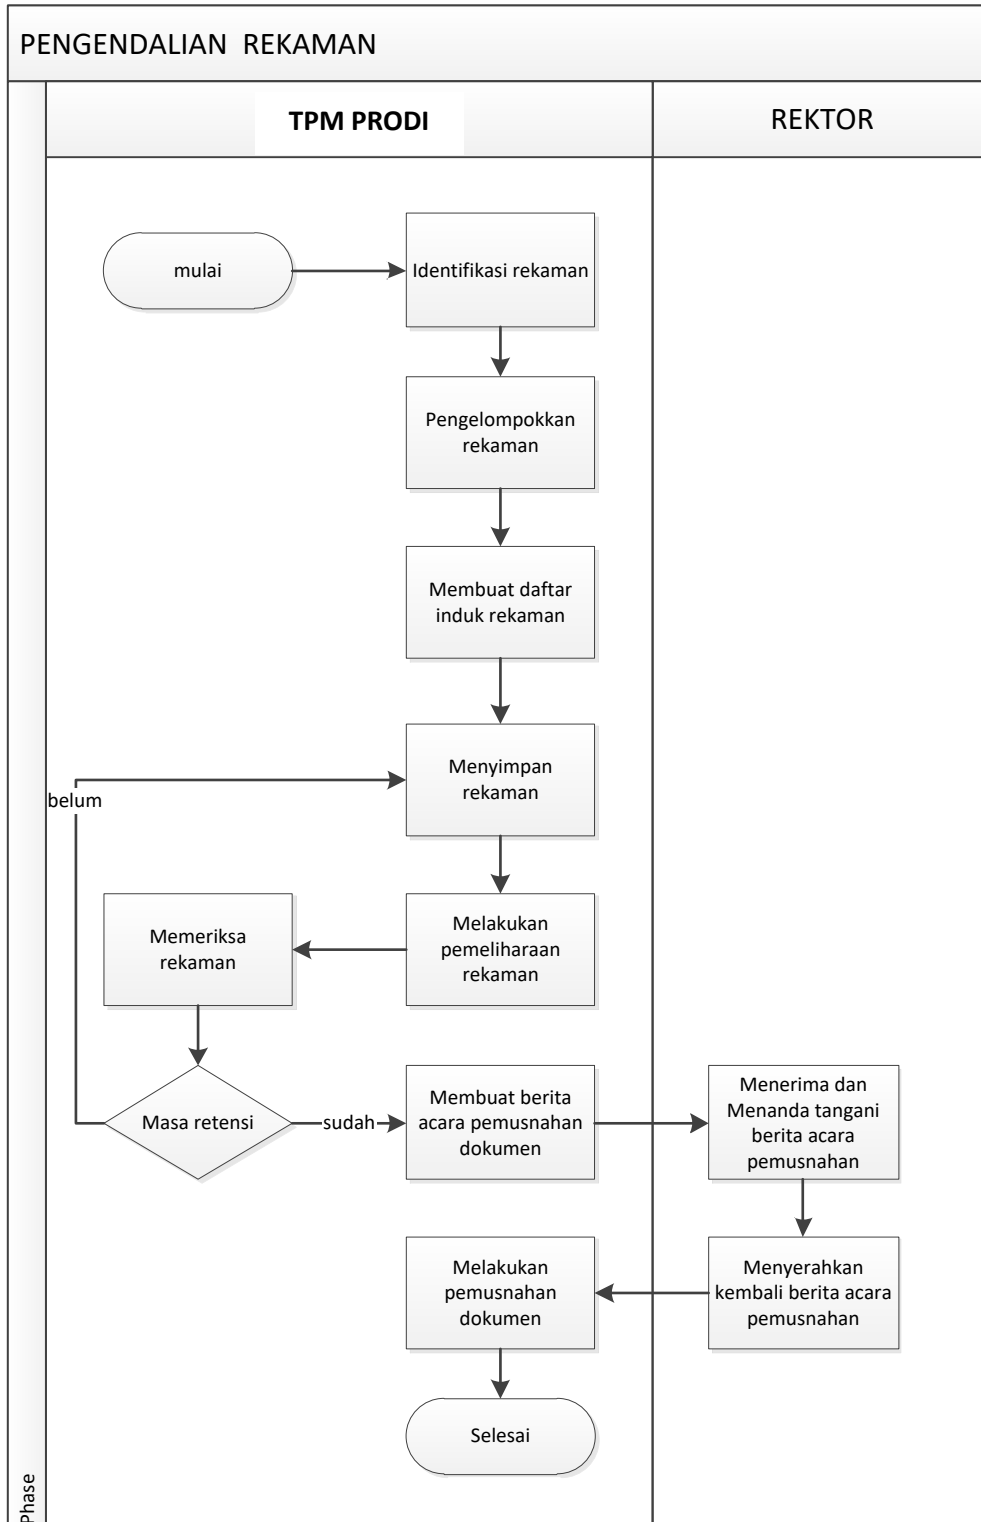 PENGENDALIAN REKAMAN
TPM PRODI
REKTOR
mulai
Identifikasi rekaman
Pengelompokkan
rekaman
Membuat daftar
induk rekaman
Menyimpan
rekaman
belum
Melakukan
pemeliharaan
rekaman
Memeriksa
rekaman
Masa retensi
sudah
Membuat berita
acara pemusnahan
dokumen
Menerima dan
Menanda tangani
berita acara
pemusnahan
Menyerahkan
kembali berita acara
pemusnahan
Melakukan
pemusnahan
dokumen
Selesai
Phase